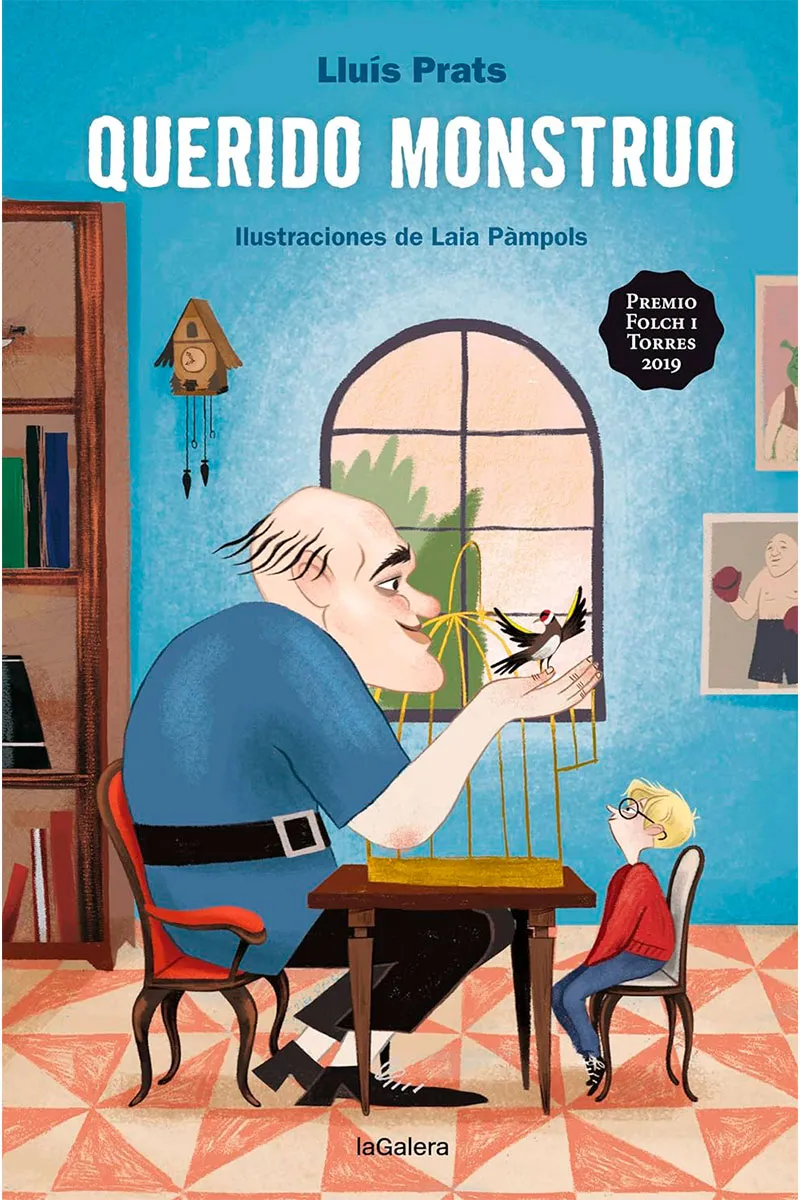 Lluís Prats
QUERIDO MONSTRUO
Ilustraciones de Laia Pàmpols
PREMIO
FOLCH I
TORRES
2019
laGalera